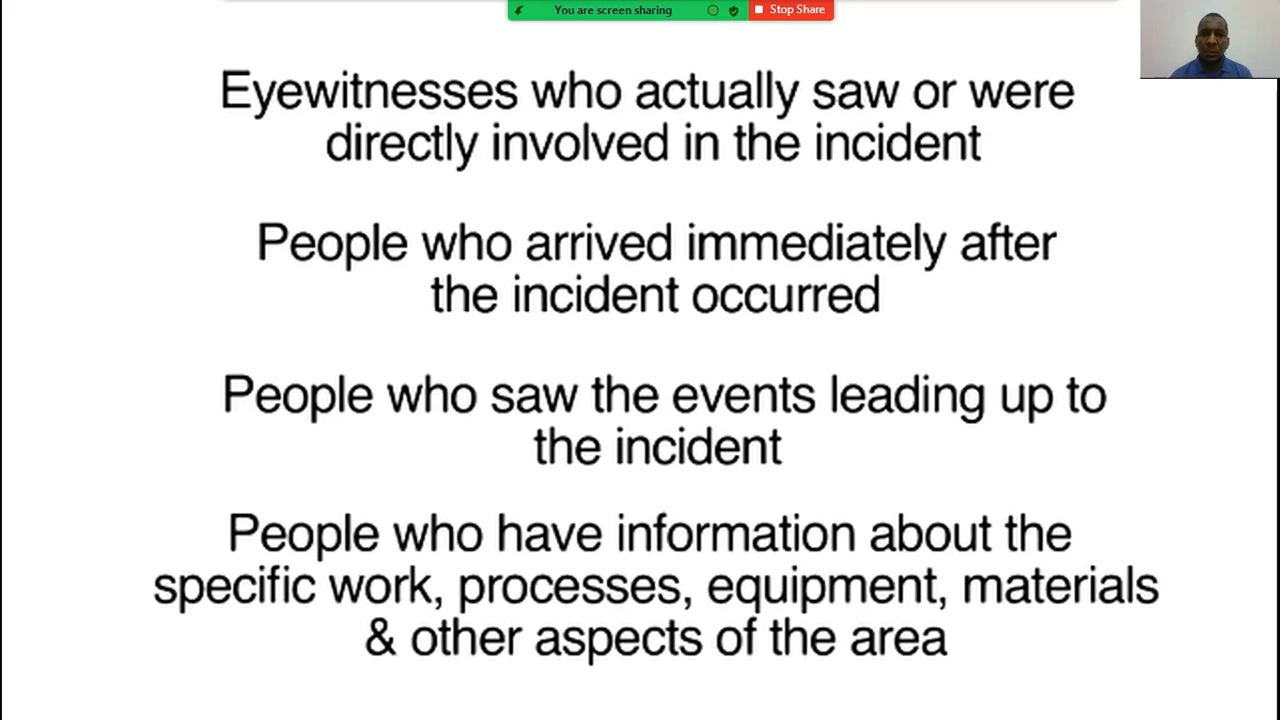 You are screen sharing
Stop Share
Eyewitnesses who actually saw or were
directly involved in the incident
People who arrived immediately after
the incident occurred
People who saw the events leading up to
the incident
People who have information about the
specific work, processes, equipment, materials
& other aspects of the area